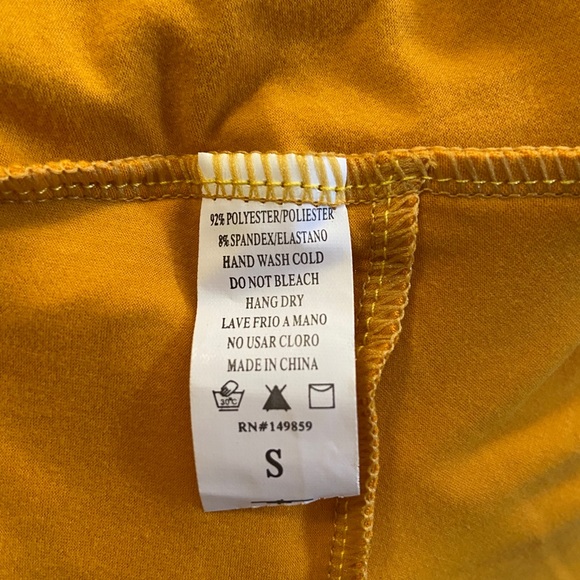 92% POLYESTER/POLIESTER
8% SPANDEX/ELASTANO
HAND WASH COLD
DO NOT BLEACH
HANG DRY
LAVE FRIO A MANO
NO USAR CLORO
MADE IN CHINA
30°C
RN#149859
S